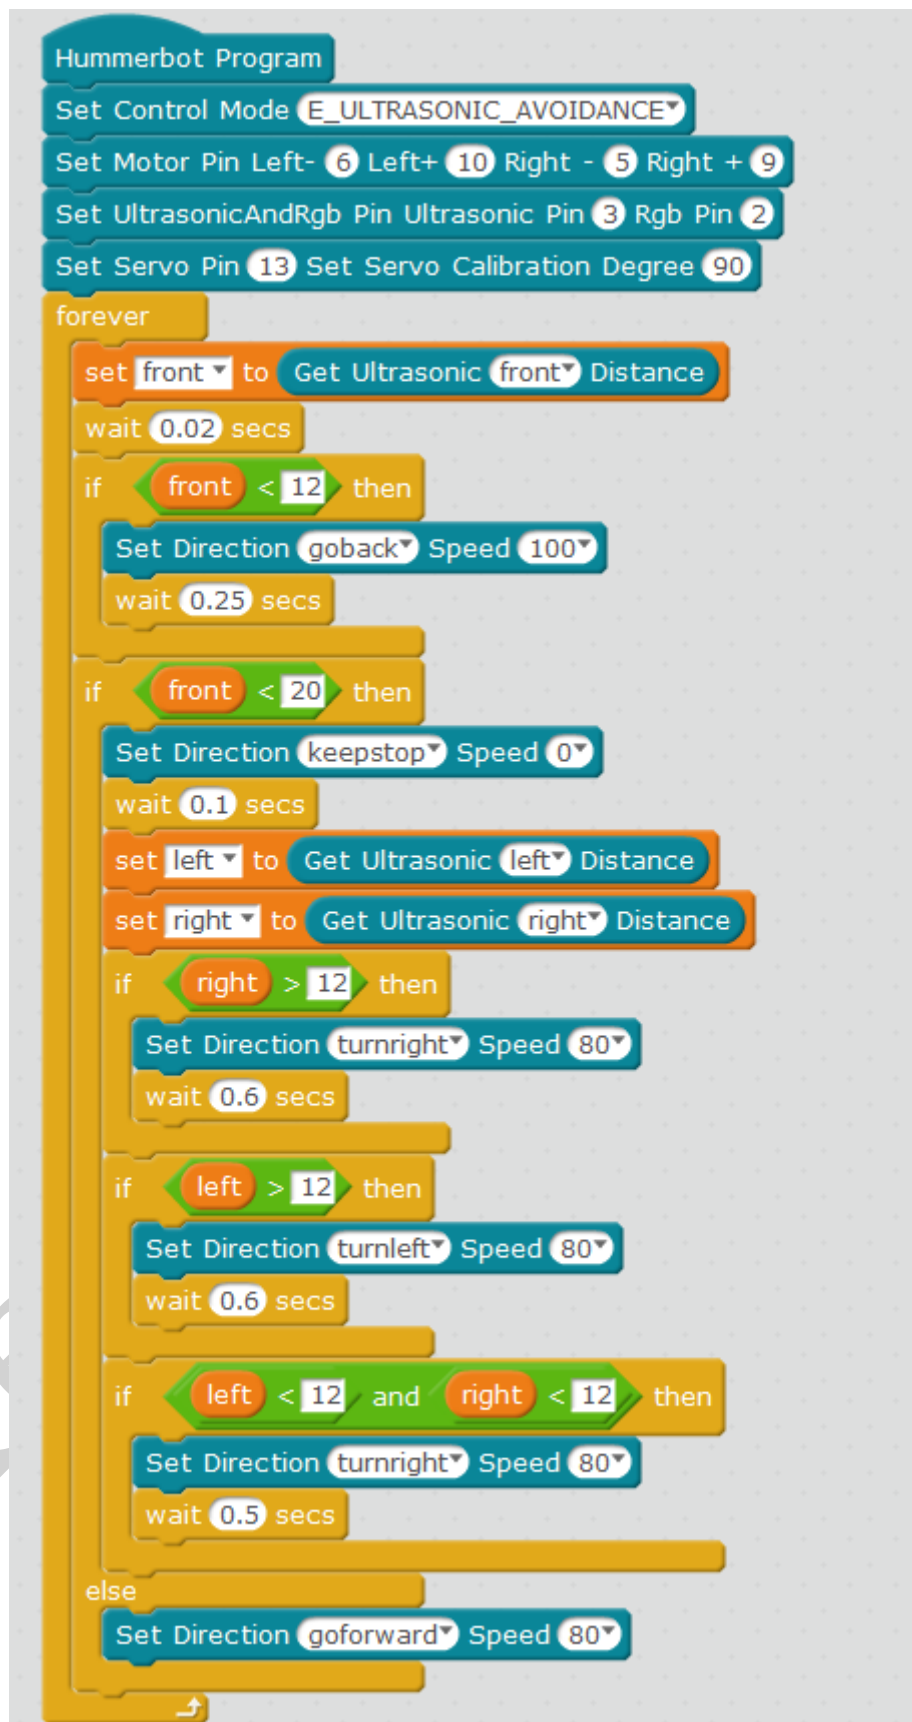 Hummerbot Program
Set Control Mode E_ULTRASONIC_AVOIDANCE
Set Motor Pin Left- 6 Left+ 10 Right - 5 Right + 9
Set UltrasonicAndRgb Pin Ultrasonic Pin 3 Rgb Pin 2
Set Servo Pin 13 Set Servo Calibration Degree 90
forever
set front to Get Ultrasonic front Distance
wait 0.02 secs
if front < 12 then
Set Direction goback Speed 100
wait 0.25 secs
if front < 20 then
Set Direction keepstop Speed 0
wait 0.1 secs
set left to Get Ultrasonic left Distance
set right to Get Ultrasonic right Distance
if right > 12 then
Set Direction turnright Speed 80
wait 0.6 secs
if left > 12 then
Set Direction turnleft Speed 80
wait 0.6 secs
if left < 12 and right < 12 then
Set Direction turnright Speed 80
wait 0.5 secs
else
Set Direction goforward Speed 80